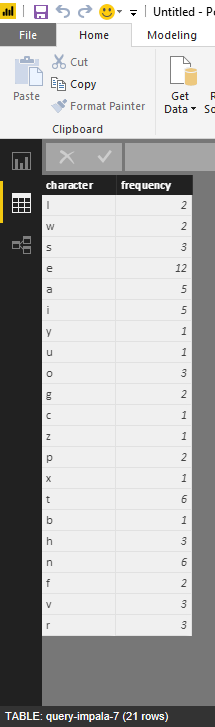 Untitled - P
File Home Modeling
Paste
Cut
Copy
Format Painter
Clipboard
Get
Data
character frequency
l 2
w 2
s 3
e 12
a 5
i 5
y 1
u 1
o 3
g 2
c 1
z 1
p 2
x 1
t 6
b 1
h 3
n 6
f 2
v 3
r 3
TABLE: query-impala-7 (21 rows)